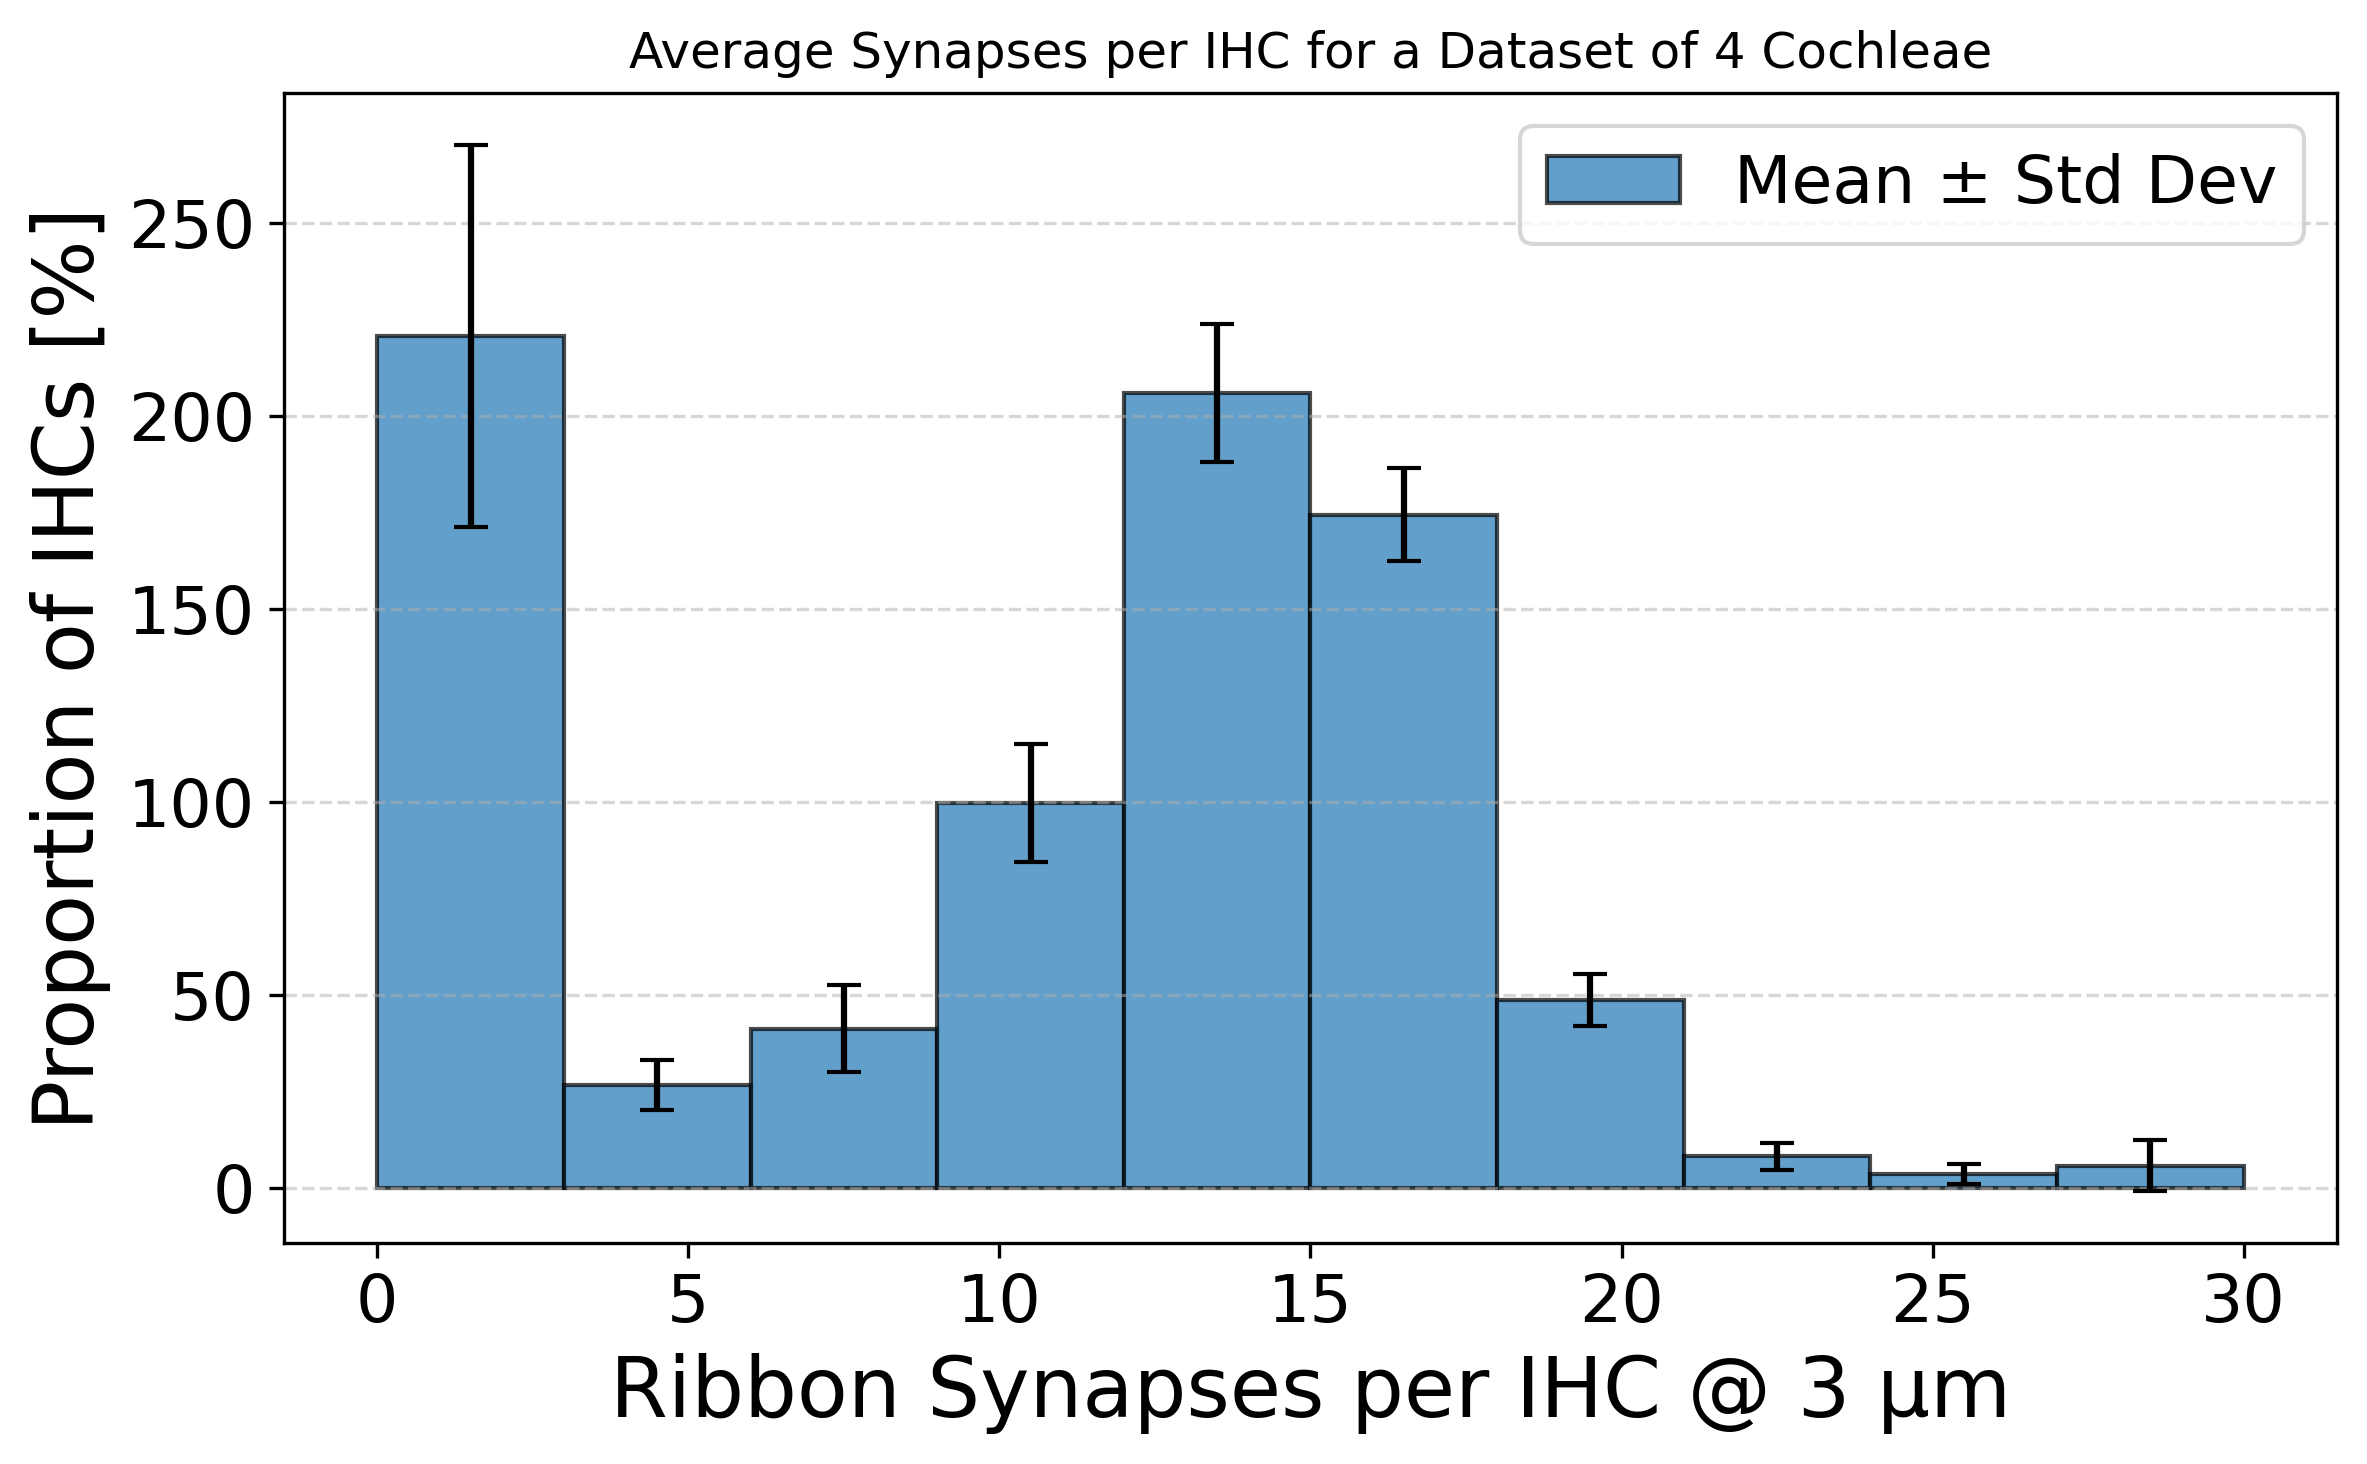 Average Synapses per IHC for a Dataset of 4 Cochleae
Mean ± Std Dev
Proportion of IHCs [%]
250
200
150
100
50
0
0 5 10 15 20 25 30
Ribbon Synapses per IHC @ 3 µm